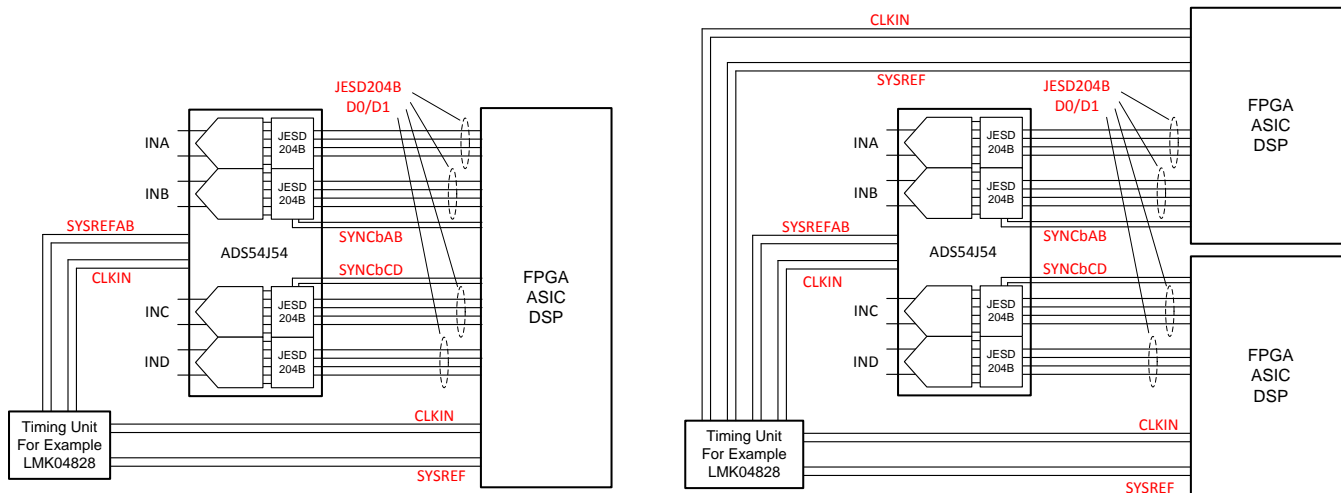 JESD204B
D0/D1
INA
JESD
204B
INB
JESD
204B
SYSREFAB
SYNCbAB
ADS54J54
SYNCbCD
CLKIN
INC
JESD
204B
IND
JESD
204B
FPGA
ASIC
DSP
Timing Unit
For Example
LMK04828
CLKIN
SYSREF
CLKIN
SYSREF
JESD204B
D0/D1
FPGA
ASIC
DSP
INA
JESD
204B
INB
JESD
204B
SYSREFAB
SYNCbAB
ADS54J54
SYNCbCD
CLKIN
INC
JESD
204B
IND
JESD
204B
FPGA
ASIC
DSP
Timing Unit
For Example
LMK04828
CLKIN
SYSREF